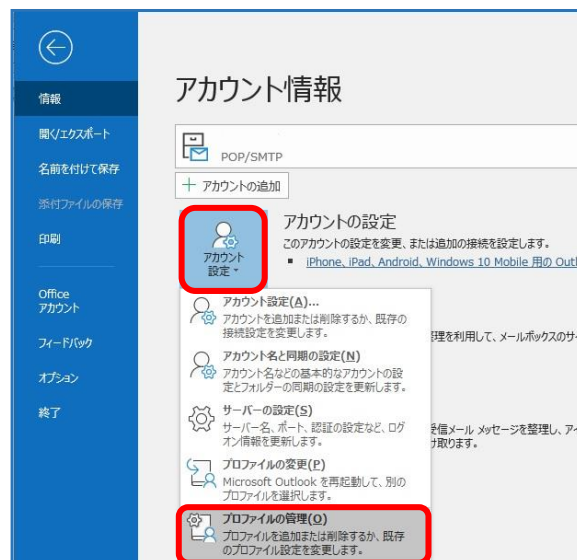 情報
開く/エクスポート
名前を付けて保存
添付ファイルの保存
印刷
Office
アカウント
フィードバック
オプション
終了
アカウント情報
POP/SMTP
＋ アカウントの追加
アカウント
設定
アカウントの設定
このアカウントの設定を変更、または追加の接続を設定します。
iPhone、iPad、Android、Windows 10 Mobile 用の Outl
アカウント設定(A)...
アカウントを追加または削除するか、既存の
接続設定を変更します。
理を利用して、メールボックスのサ
アカウント名と同期の設定(N)
アカウント名などの基本的なアカウントの設
定とフォルダーの同期の設定を更新します。
サーバーの設定(S)
サーバー名、ポート、認証の設定など、ログ
オン情報を更新します。
受信メール メッセージを整理し、アイ
け取ります。
プロファイルの変更(P)
Microsoft Outlook を再起動して、別の
プロファイルを選択します。
プロファイルの管理(O)
プロファイルを追加または削除するか、既存
のプロファイル設定を変更します。